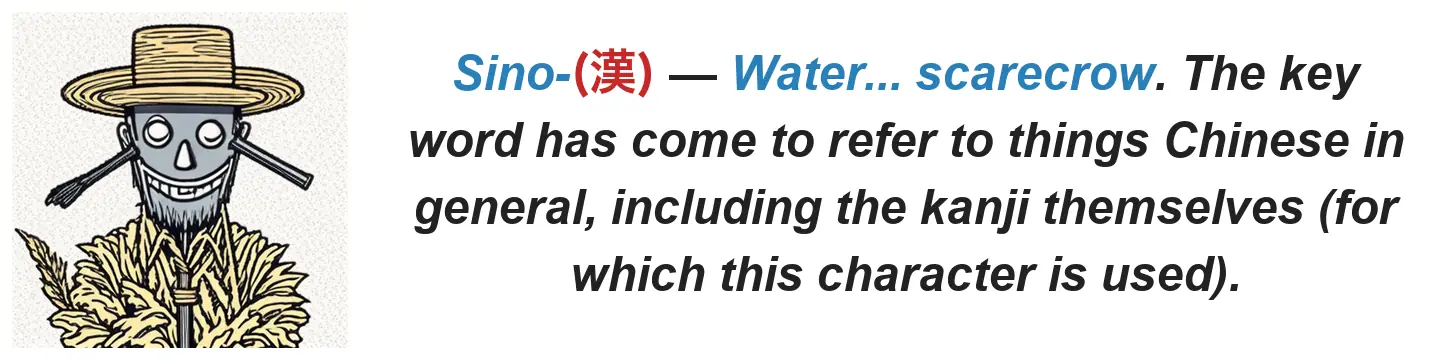 Sino-(漢) — Water... scarecrow. The key
word has come to refer to things Chinese in
general, including the kanji themselves (for
which this character is used).